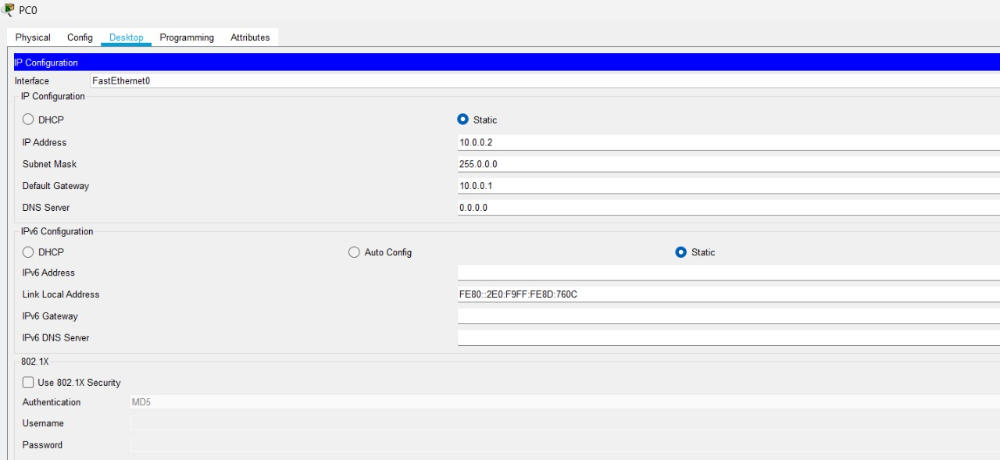 PC0
Physical Config Desktop Programming Attributes
IP Configuration
Interface FastEthernet0
IP Configuration
DHCP Static
IP Address 10.0.0.2
Subnet Mask 255.0.0.0
Default Gateway 10.0.0.1
DNS Server 0.0.0.0
IPv6 Configuration
DHCP Auto Config Static
IPv6 Address
Link Local Address FE80::2E0:F9FF:FE8D:760C
IPv6 Gateway
IPv6 DNS Server
802.1X
Use 802.1X Security
Authentication MD5
Username
Password